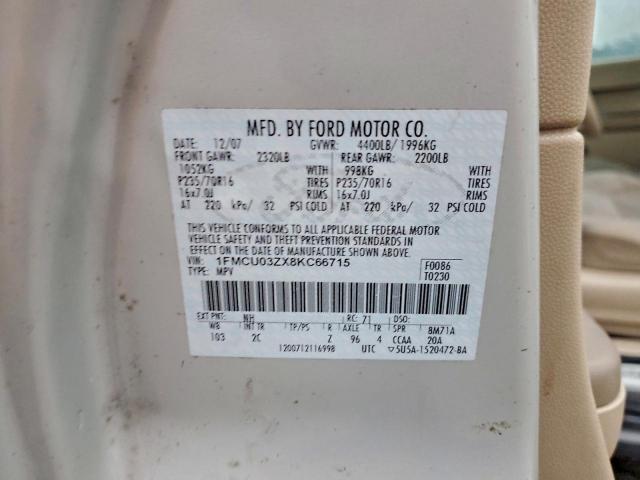 MFD. BY FORD MOTOR CO.
DATE: 12/07 GVWR: 4400LB/1996KG
FRONT GAWR: 2320LB REAR GAWR: 2200LB
1052KG WITH 998KG WITH
P235/70R16 TIRES P235/70R16 TIRES
16x7.0J RIMS 16x7.0J RIMS
AT 220 kPa/ 32 PSI COLD AT 220 kPa/ 32 PSI COLD
THIS VEHICLE CONFORMS TO ALL APPLICABLE FEDERAL MOTOR
VEHICLE SAFETY AND THEFT PREVENTION STANDARDS IN
EFFECT ON THE DATE OF MANUFACTURE SHOWN ABOVE.
VIN: 1FMCU03ZX8KC66715 F0086
TYPE: MPV T0230
EXT PNT: NH RC: 71
WB INT TR TP/PS R AXLE TR SPR 8M71A
103 2C Z 96 4 CCAA 20A
1200712116998 UTC ▽5U5A-1520472-BA